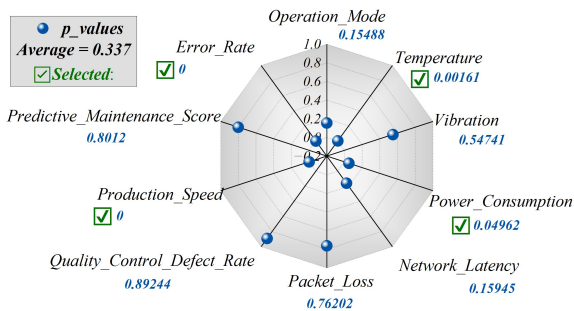 p_values
Average = 0.337
Selected:
Operation_Mode
0.15488
Temperature
0.00161
Vibration
0.54741
Power_Consumption
0.04962
Network_Latency
0.15945
Packet_Loss
0.76202
Quality_Control_Defect_Rate
0.89244
Production_Speed
0
Predictive_Maintenance_Score
0.8012
Error_Rate
0
1.0
0.8
0.6
0.4
0.2
0.0
-0.2